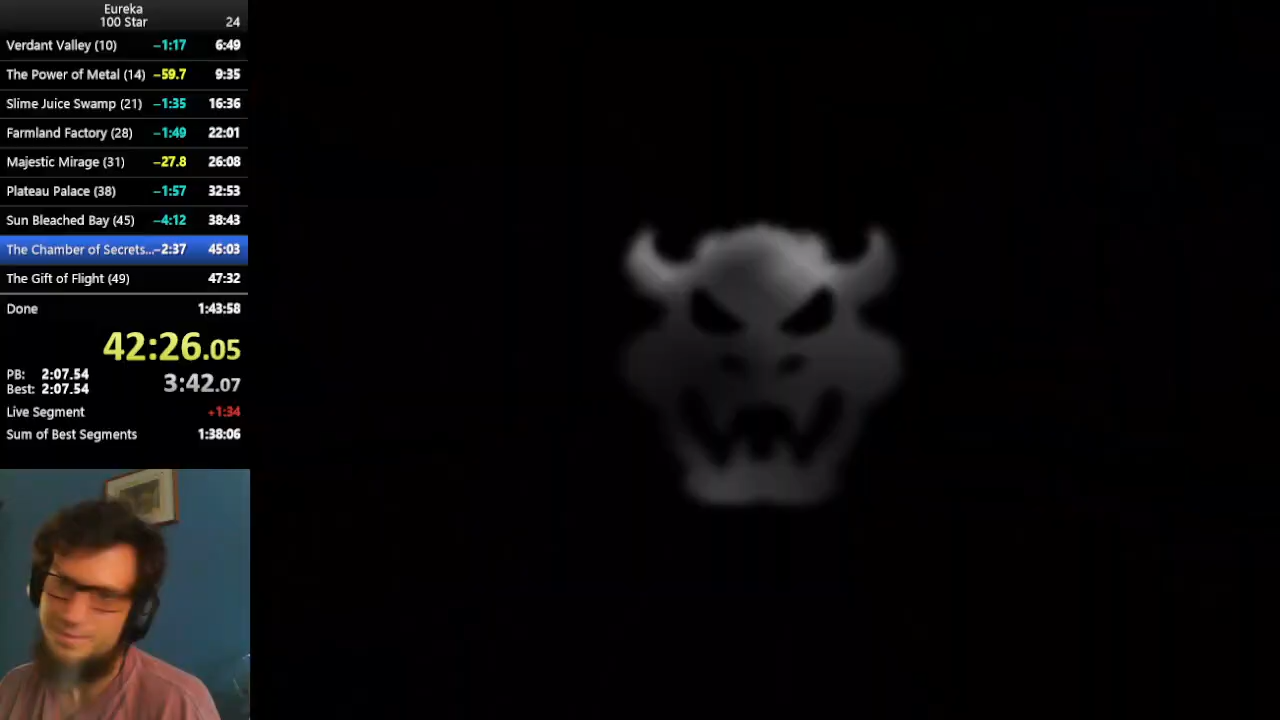 Eureka
100 Star 24
Verdant Valley (10) −1:17 6:49
The Power of Metal (14) −59.7 9:35
Slime Juice Swamp (21) −1:35 16:36
Farmland Factory (28) −1:49 22:01
Majestic Mirage (31) −27.8 26:08
Plateau Palace (38) −1:57 32:53
Sun Bleached Bay (45) −4:12 38:43
The Chamber of Secrets... −2:37 45:03
The Gift of Flight (49) 47:32
Done 1:43:58
42:26.05
PB: 2:07.54 3:42.07
Best: 2:07.54
Live Segment +1:34
Sum of Best Segments 1:38:06